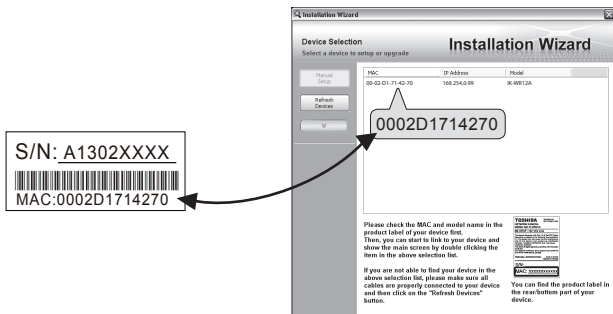 S/N: A1302XXXX
MAC:0002D1714270
Installation Wizard
Device Selection
Select a device to setup or upgrade
Installation Wizard
Manual
Setup
Refresh
Devices
MAC IP Address Model
00-02-D1-71-42-70 169.254.0.99 IK-WR12A
0002D1714270
Please check the MAC and model name in the
product label of your device first.
Then, you can start to link to your device and
show the main screen by double clicking the
item in the above selection list.
If you are not able to find your device in the
above selection list, please make sure all
cables are properly connected to your device
and then click on the "Refresh Devices"
button.
TOSHIBA
S/N:
MAC: XXXXXXXXXXXX
You can find the product label in
the rear/bottom part of your
device.